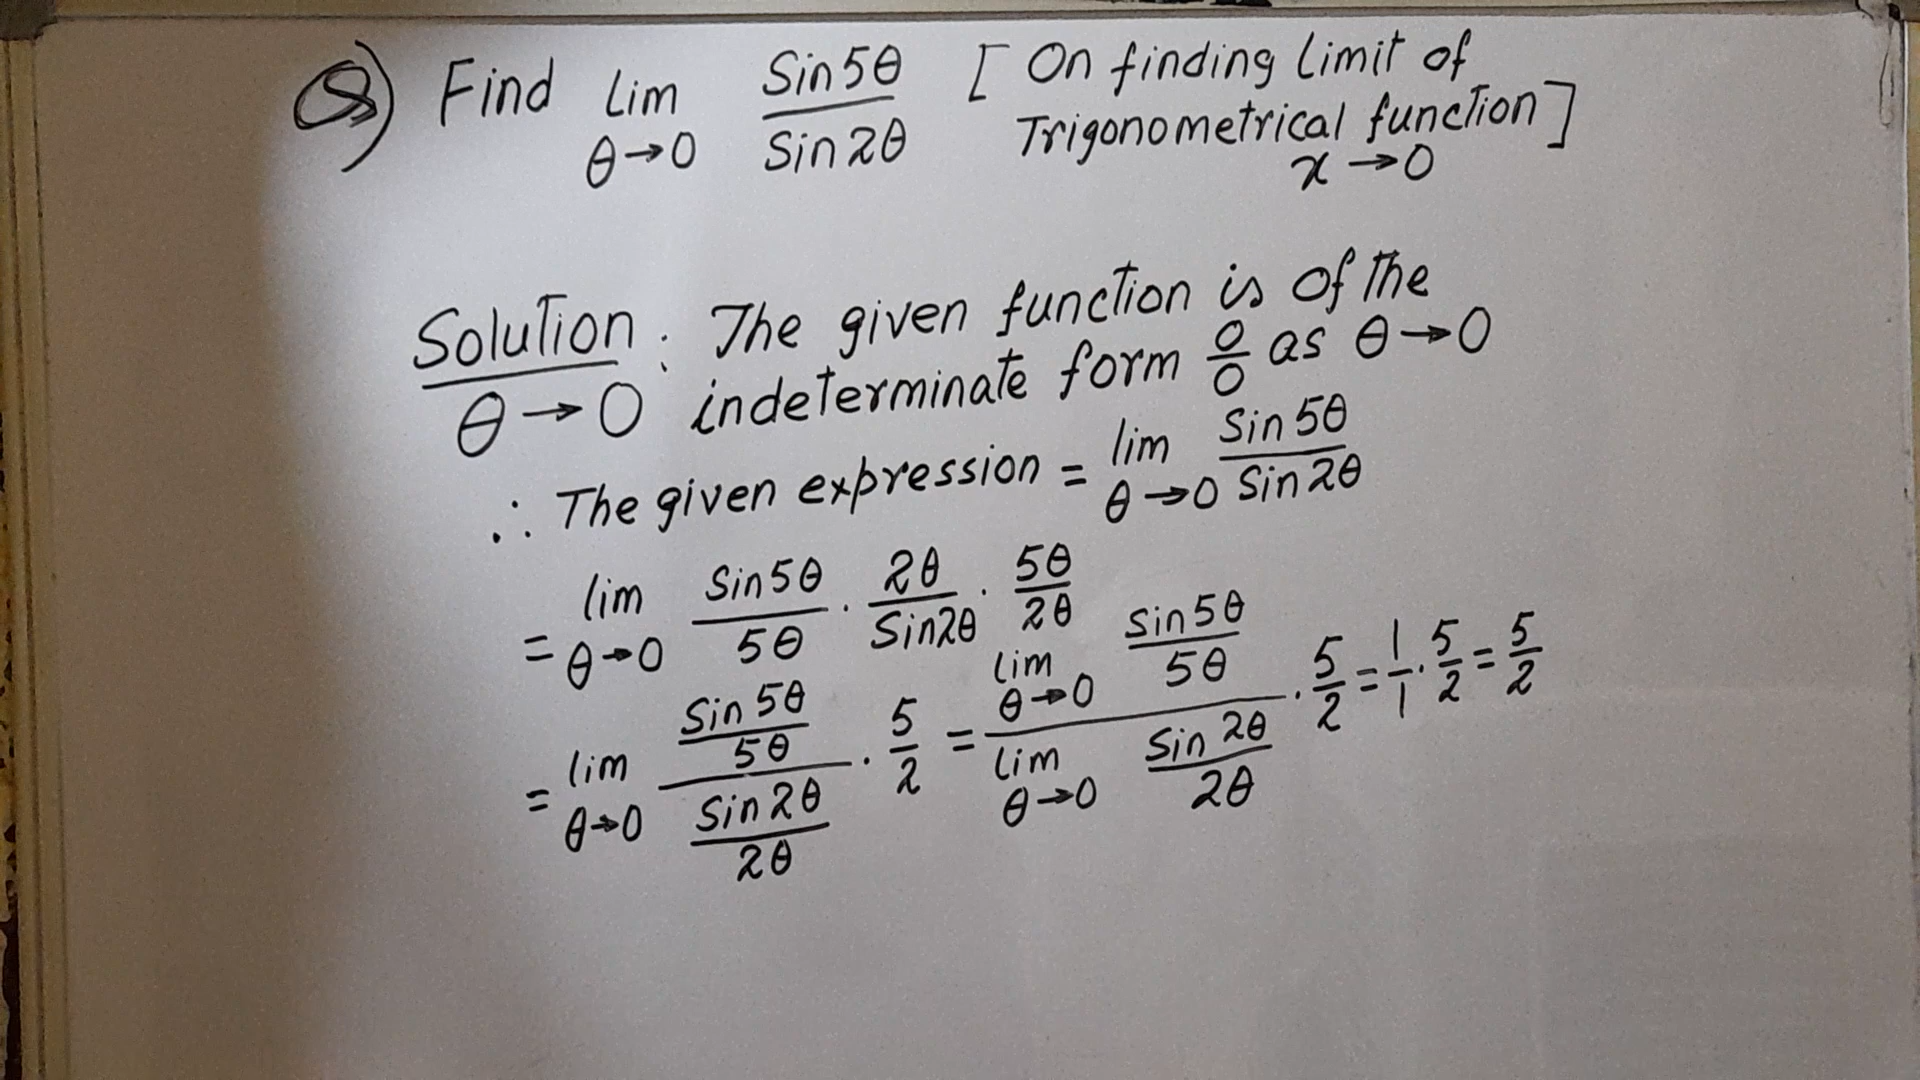 Q) Find Lim θ→0 Sin5θ/Sin2θ [On finding Limit of
Trigonometrical function]
x→0
Solution: The given function is of the
θ→0 indeterminate form 0/0 as θ→0
∴ The given expression = lim θ→0 Sin5θ/Sin2θ
= lim θ→0 Sin5θ/5θ · 2θ/Sin2θ · 5θ/2θ
= lim θ→0 (Sin5θ/5θ)/(Sin2θ/2θ) · 5/2 = (Lim θ→0 Sin5θ/5θ)/(Lim θ→0 Sin2θ/2θ) · 5/2 = 1/1 · 5/2 = 5/2